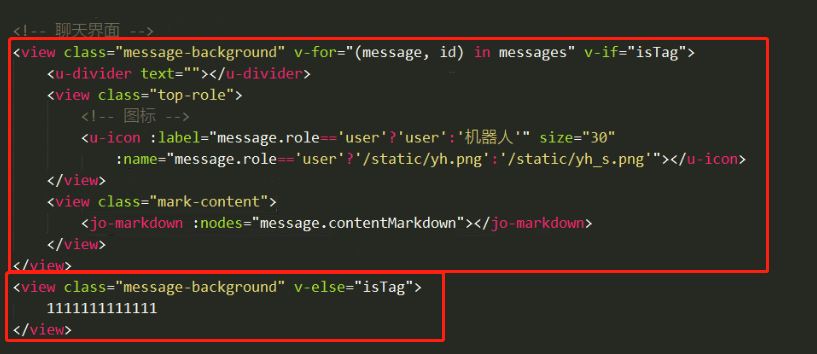 <!-- 聊天界面 -->
<view class="message-background" v-for="(message, id) in messages" v-if="isTag">
<u-divider text=""></u-divider>
<view class="top-role">
<!-- 图标 -->
<u-icon :label="message.role=='user'?'user':'机器人'" size="30"
:name="message.role=='user'?'/static/yh.png':'/static/yh_s.png'"></u-icon>
</view>
<view class="mark-content">
<jo-markdown :nodes="message.contentMarkdown"></jo-markdown>
</view>
</view>
<view class="message-background" v-else="isTag">
1111111111111
</view>